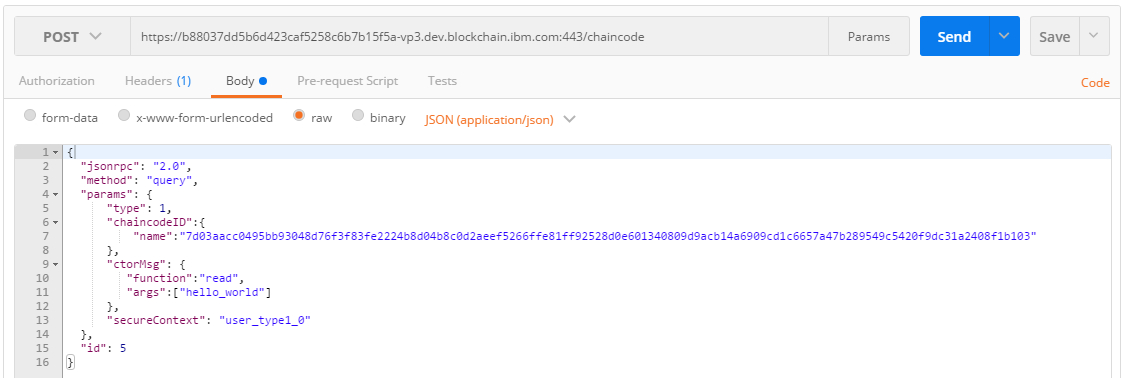 POST https://b88037dd5b6d423caf5258c6b7b15f5a-vp3.dev.blockchain.ibm.com:443/chaincode Params Send Save
Authorization Headers (1) Body Pre-request Script Tests Code
form-data x-www-form-urlencoded raw binary JSON (application/json)
1 {
2 "jsonrpc": "2.0",
3 "method": "query",
4 "params": {
5 "type": 1,
6 "chaincodeID":{
7 "name":"7d03aacc0495bb93048d76f3f83fe2224b8d04b8c0d2aeef5266ffe81ff92528d0e601340809d9acb14a6909cd1c6657a47b289549c5420f9dc31a2408f1b103"
8 },
9 "ctorMsg": {
10 "function":"read",
11 "args":["hello_world"]
12 },
13 "secureContext": "user_type1_0"
14 },
15 "id": 5
16 }